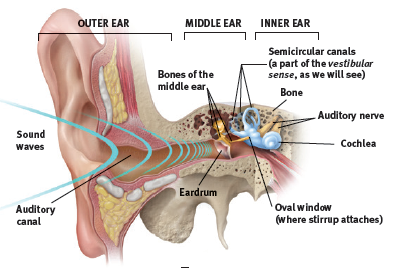 OUTER EAR
MIDDLE EAR
INNER EAR
Semicircular canals
(a part of the vestibular
sense, as we will see)
Bones of the
middle ear
Bone
Auditory nerve
Sound
waves
Cochlea
Eardrum
Auditory
canal
Oval window
(where stirrup attaches)